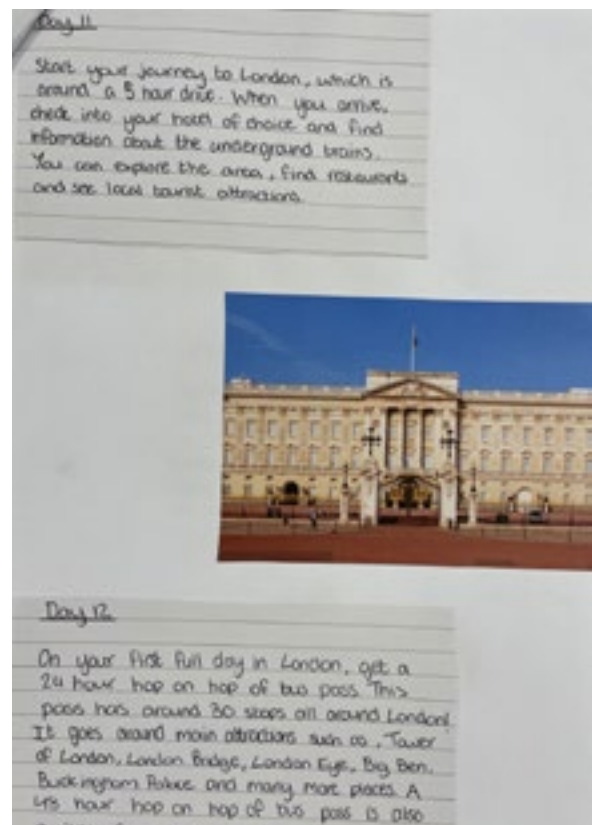 Day 11
Start your journey to London, which is
around a 5 hour drive. When you arrive,
check into your hotel of choice and find
information about the underground trains.
You can explore the area, find restaurants
and see local tourist attractions.
Day 12
On your first full day in London, get a
24 hour hop on hop of bus pass. This
pass has around 30 stops all around London!
It goes around main attractions such as, Tower
of London, London Bridge, London Eye, Big Ben,
Buckingham Palace and many more places. A
48 hour hop on hop of bus pass is also